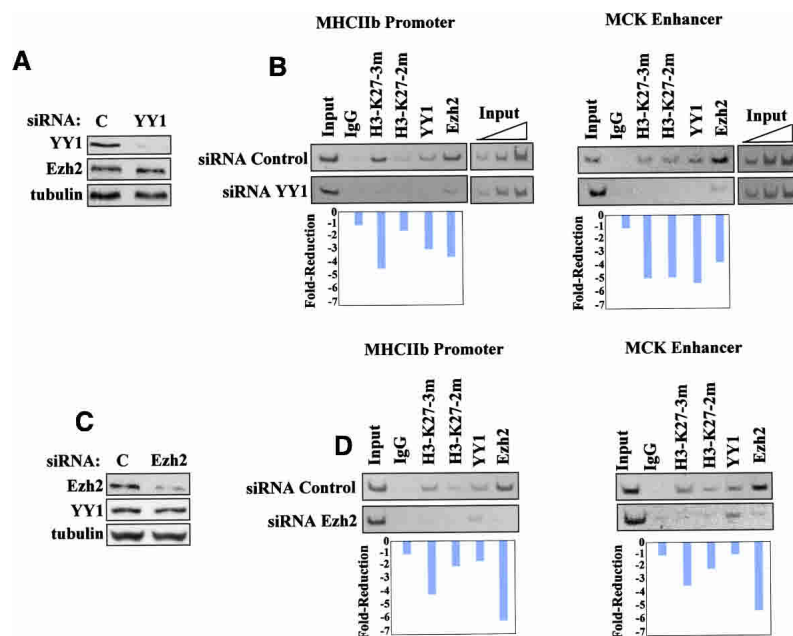 A
siRNA: C YY1
YY1
Ezh2
tubulin
B
MHCIIb Promoter
MCK Enhancer
Input
IgG
H3-K27-3m
H3-K27-2m
YY1
Ezh2
Input
Input
IgG
H3-K27-3m
H3-K27-2m
YY1
Ezh2
Input
siRNA Control
siRNA YY1
Fold-Reduction
0
-1
-2
-3
-4
-5
-6
-7
Fold-Reduction
0
-1
-2
-3
-4
-5
-6
-7
C
siRNA: C Ezh2
Ezh2
YY1
tubulin
D
MHCIIb Promoter
MCK Enhancer
Input
IgG
H3-K27-3m
H3-K27-2m
YY1
Ezh2
Input
IgG
H3-K27-3m
H3-K27-2m
YY1
Ezh2
siRNA Control
siRNA Ezh2
Fold-Reduction
0
-1
-2
-3
-4
-5
-6
-7
Fold-Reduction
0
-1
-2
-3
-4
-5
-6
-7